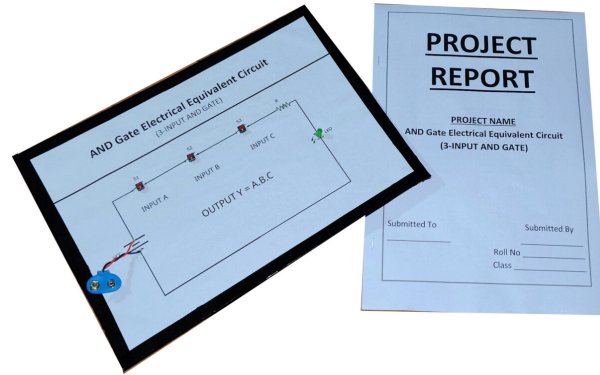 AND Gate Electrical Equivalent Circuit
(3-INPUT AND GATE)
S1
S2
S3
R
LED
INPUT A
INPUT B
INPUT C
OUTPUT Y = A.B.C
PROJECT
REPORT
PROJECT NAME
AND Gate Electrical Equivalent Circuit
(3-INPUT AND GATE)
Submitted To
Submitted By
Roll No
Class